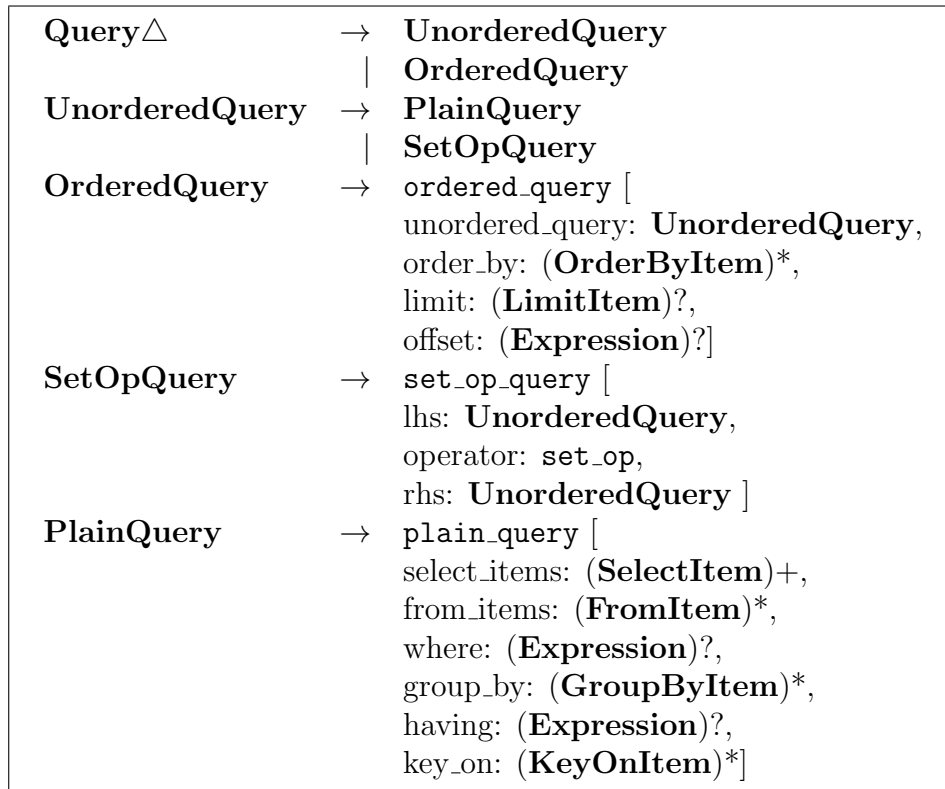 Query△ → UnorderedQuery
| OrderedQuery
UnorderedQuery → PlainQuery
| SetOpQuery
OrderedQuery → ordered_query [
unordered_query: UnorderedQuery,
order_by: (OrderByItem)*,
limit: (LimitItem)?,
offset: (Expression)?]
SetOpQuery → set_op_query [
lhs: UnorderedQuery,
operator: set_op,
rhs: UnorderedQuery ]
PlainQuery → plain_query [
select_items: (SelectItem)+,
from_items: (FromItem)*,
where: (Expression)?,
group_by: (GroupByItem)*,
having: (Expression)?,
key_on: (KeyOnItem)*]